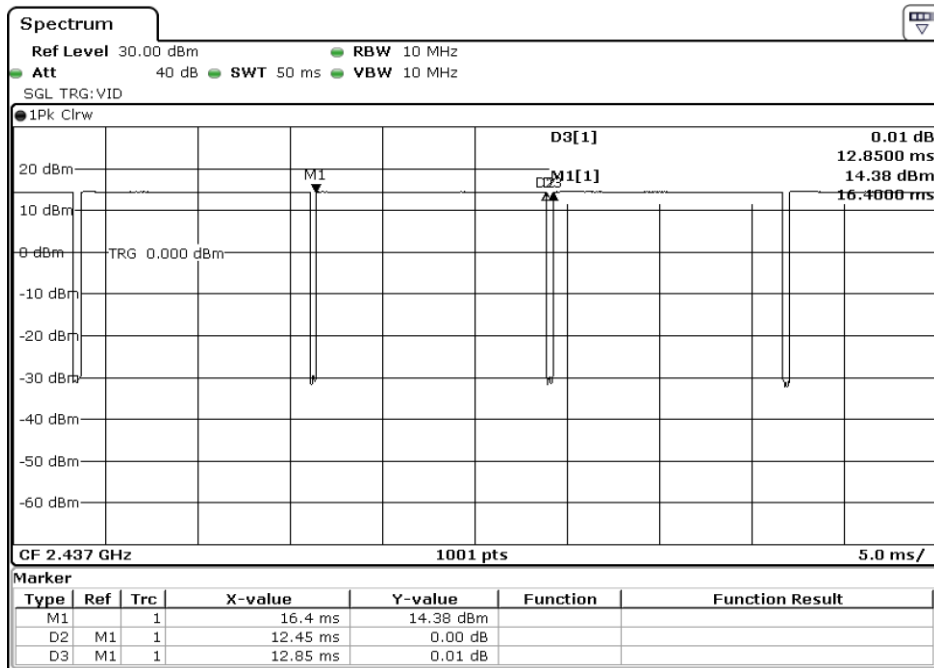 Spectrum
Ref Level 30.00 dBm RBW 10 MHz
Att 40 dB SWT 50 ms VBW 10 MHz
SGL TRG:VID
1Pk Clrw
D3[1] 0.01 dB
12.8500 ms
20 dBm
M1 M1[1] 14.38 dBm
10 dBm 16.4000 ms
0 dBm TRG 0.000 dBm
-10 dBm
-20 dBm
-30 dBm
-40 dBm
-50 dBm
-60 dBm
CF 2.437 GHz 1001 pts 5.0 ms/
Marker
Type Ref Trc X-value Y-value Function Function Result
M1 1 16.4 ms 14.38 dBm
D2 M1 1 12.45 ms 0.00 dB
D3 M1 1 12.85 ms 0.01 dB